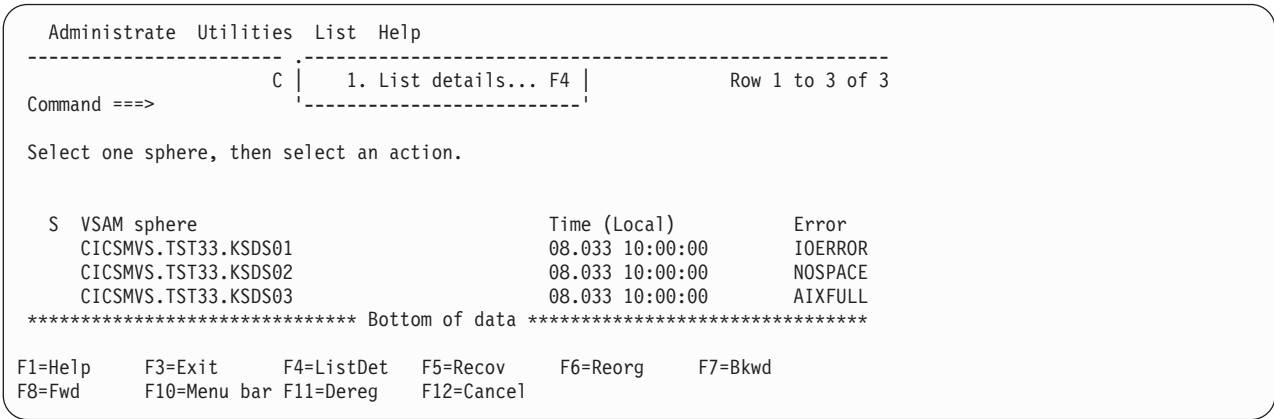 Administrate  Utilities  List  Help
------------------------ .-------------------------------------------------------
C |    1. List details... F4 |             Row 1 to 3 of 3
Command ===>             '--------------------------'
Select one sphere, then select an action.
S  VSAM sphere                                 Time (Local)           Error
CICSMVS.TST33.KSDS01                        08.033 10:00:00        IOERROR
CICSMVS.TST33.KSDS02                        08.033 10:00:00        NOSPACE
CICSMVS.TST33.KSDS03                        08.033 10:00:00        AIXFULL
******************************* Bottom of data ********************************
F1=Help     F3=Exit     F4=ListDet   F5=Recov     F6=Reorg     F7=Bkwd
F8=Fwd      F10=Menu bar F11=Dereg    F12=Cancel